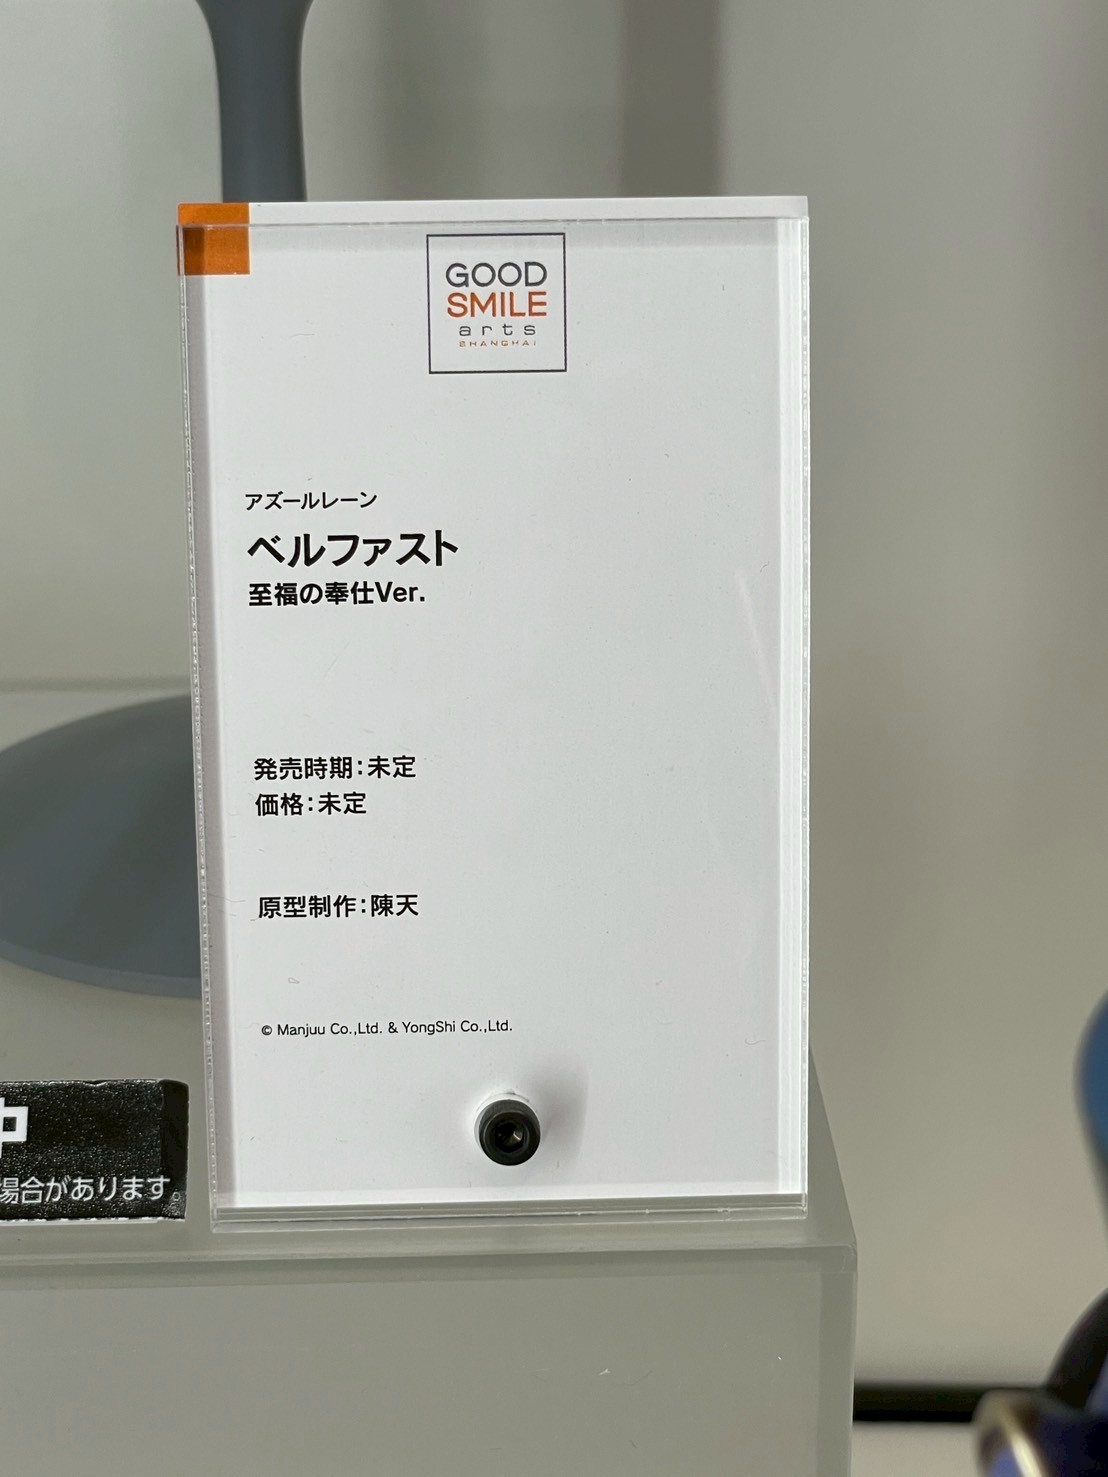 GOOD
SMILE
arts
SHANGHAI
アズールレーン
ベルファスト
至福の奉仕Ver.
発売時期：未定
価格：未定
原型制作：陳天
© Manjuu Co.,Ltd. & YongShi Co.,Ltd.
中
場合があります。